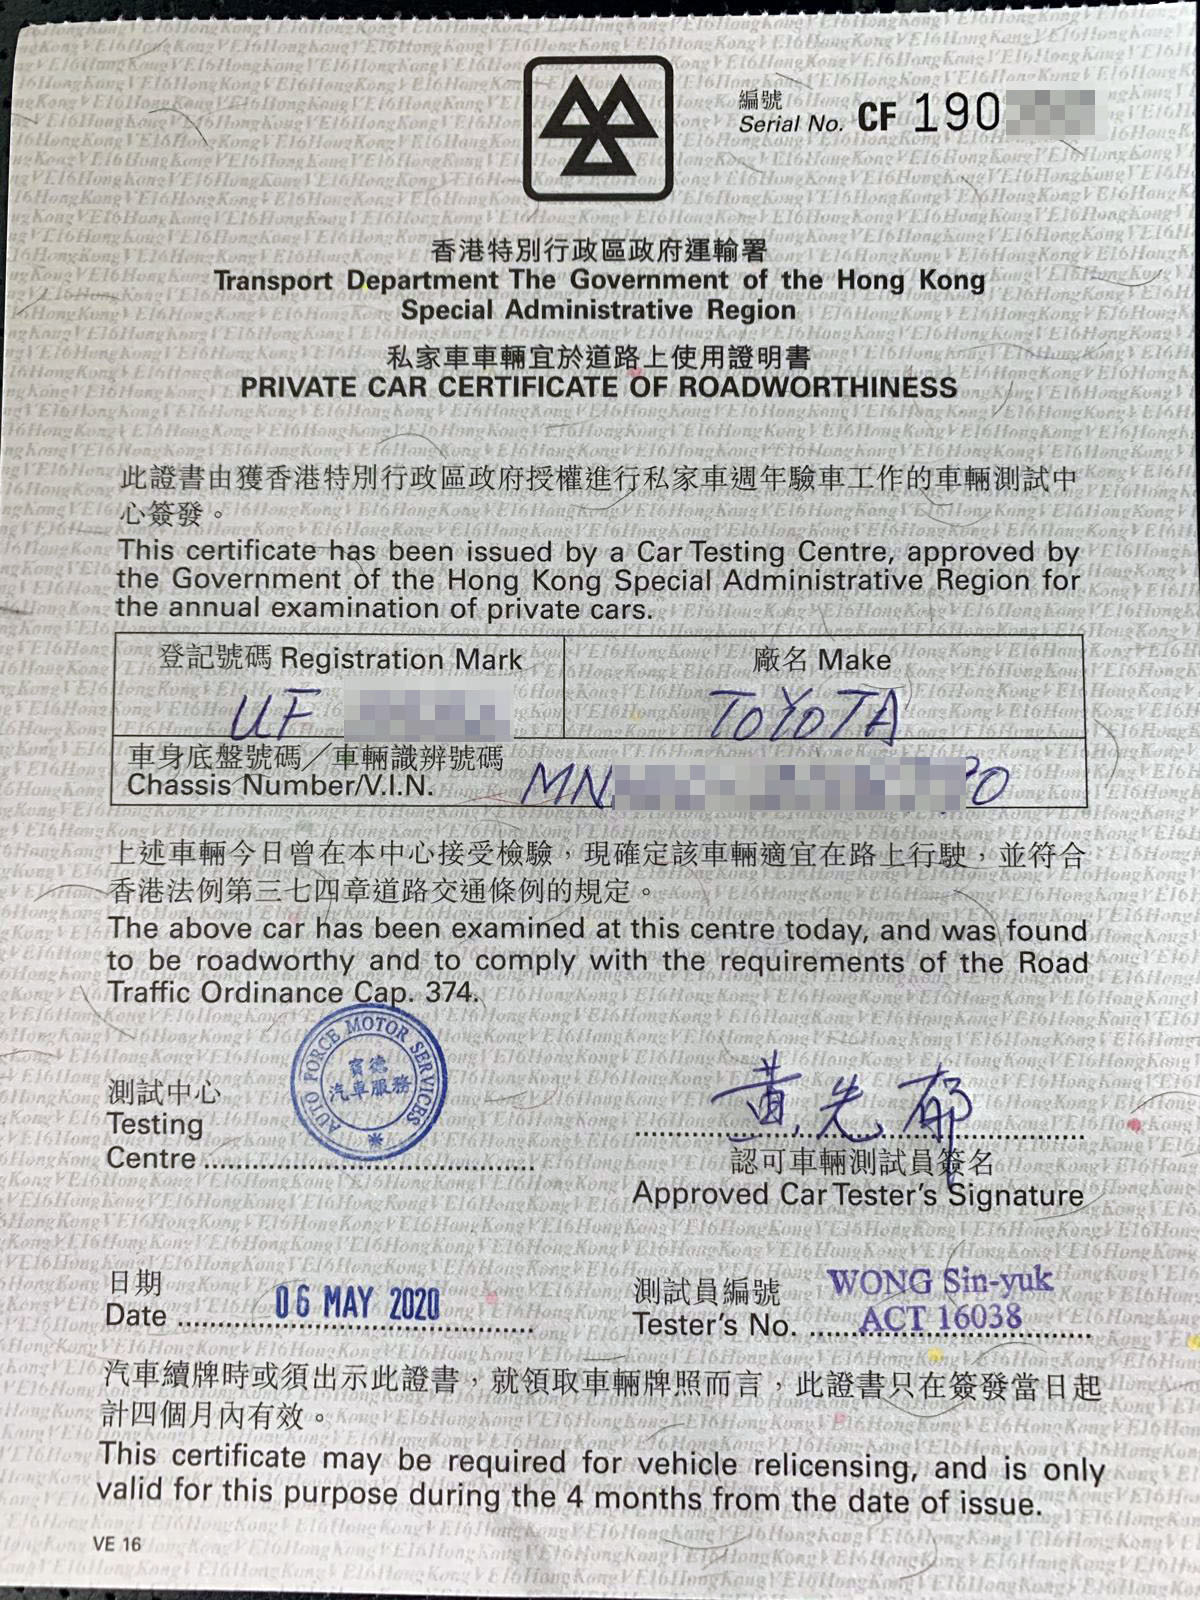 編號
Serial No. CF 190
香港特別行政區政府運輸署
Transport Department The Government of the Hong Kong
Special Administrative Region
私家車車輛宜於道路上使用證明書
PRIVATE CAR CERTIFICATE OF ROADWORTHINESS
此證書由獲香港特別行政區政府授權進行私家車週年驗車工作的車輛測試中
心簽發。
This certificate has been issued by a Car Testing Centre, approved by
the Government of the Hong Kong Special Administrative Region for
the annual examination of private cars.
登記號碼 Registration Mark
UF
廠名 Make
TOYOTA
車身底盤號碼／車輛識辨號碼
Chassis Number/V.I.N. MN
上述車輛今日曾在本中心接受檢驗，現確定該車輛適宜在路上行駛，並符合
香港法例第三七四章道路交通條例的規定。
The above car has been examined at this centre today, and was found
to be roadworthy and to comply with the requirements of the Road
Traffic Ordinance Cap. 374.
測試中心
Testing
Centre
AUTO FORCE MOTOR SERVICES
寶德
汽車服務
黃先郁
認可車輛測試員簽名
Approved Car Tester's Signature
日期
Date 06 MAY 2020
測試員編號
Tester's No.
WONG Sin-yuk
ACT 16038
汽車續牌時或須出示此證書，就領取車輛牌照而言，此證書只在簽發當日起
計四個月內有效。
This certificate may be required for vehicle relicensing, and is only
valid for this purpose during the 4 months from the date of issue.
VE 16